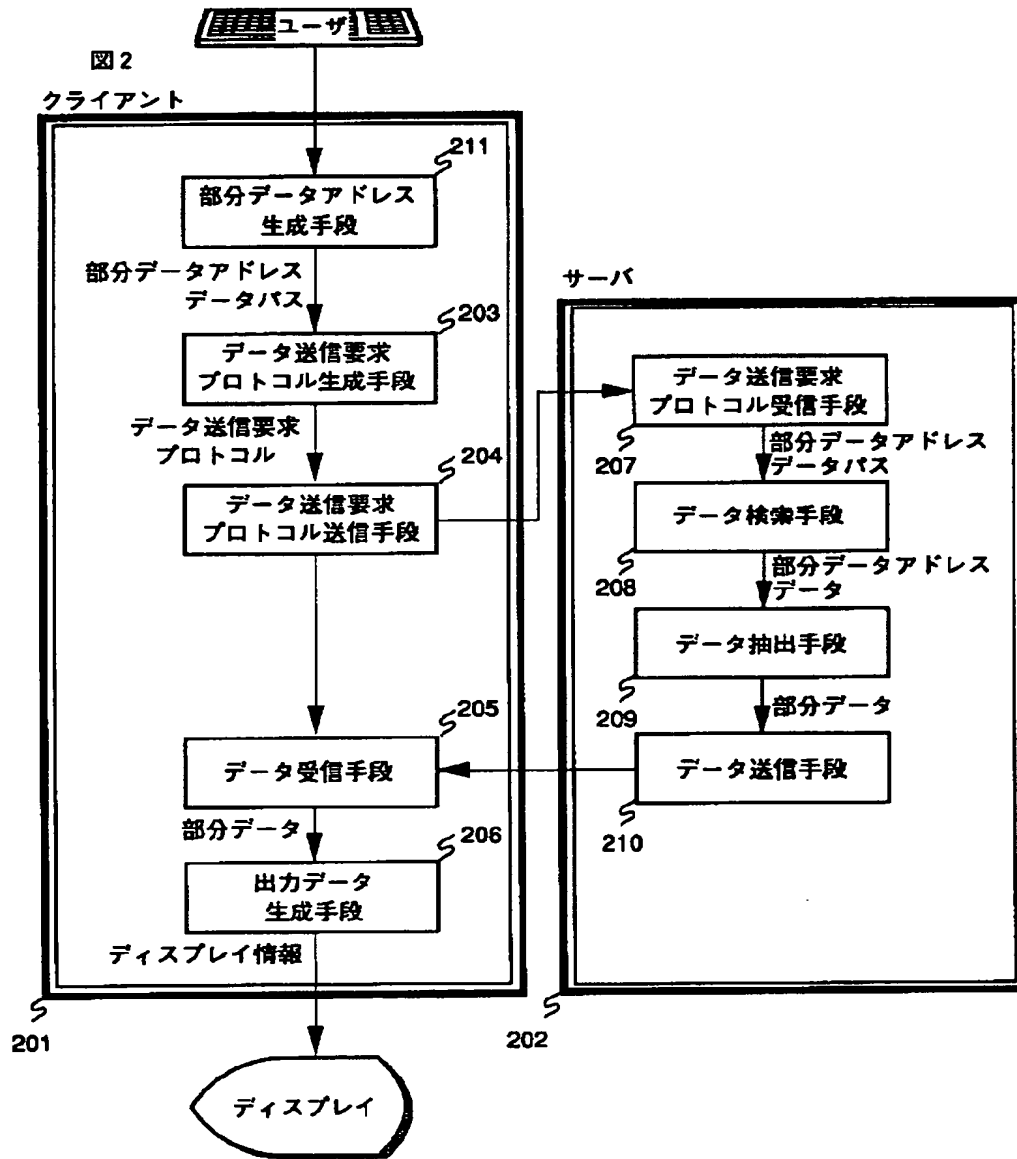 ユーザ
図2
クライアント
211
部分データアドレス
生成手段
部分データアドレス
データパス
203
データ送信要求
プロトコル生成手段
データ送信要求
プロトコル
204
データ送信要求
プロトコル送信手段
205
データ受信手段
部分データ
206
出力データ
生成手段
ディスプレイ情報
201
ディスプレイ
サーバ
データ送信要求
プロトコル受信手段
207
部分データアドレス
データパス
データ検索手段
208
部分データアドレス
データ
データ抽出手段
209
部分データ
データ送信手段
210
202